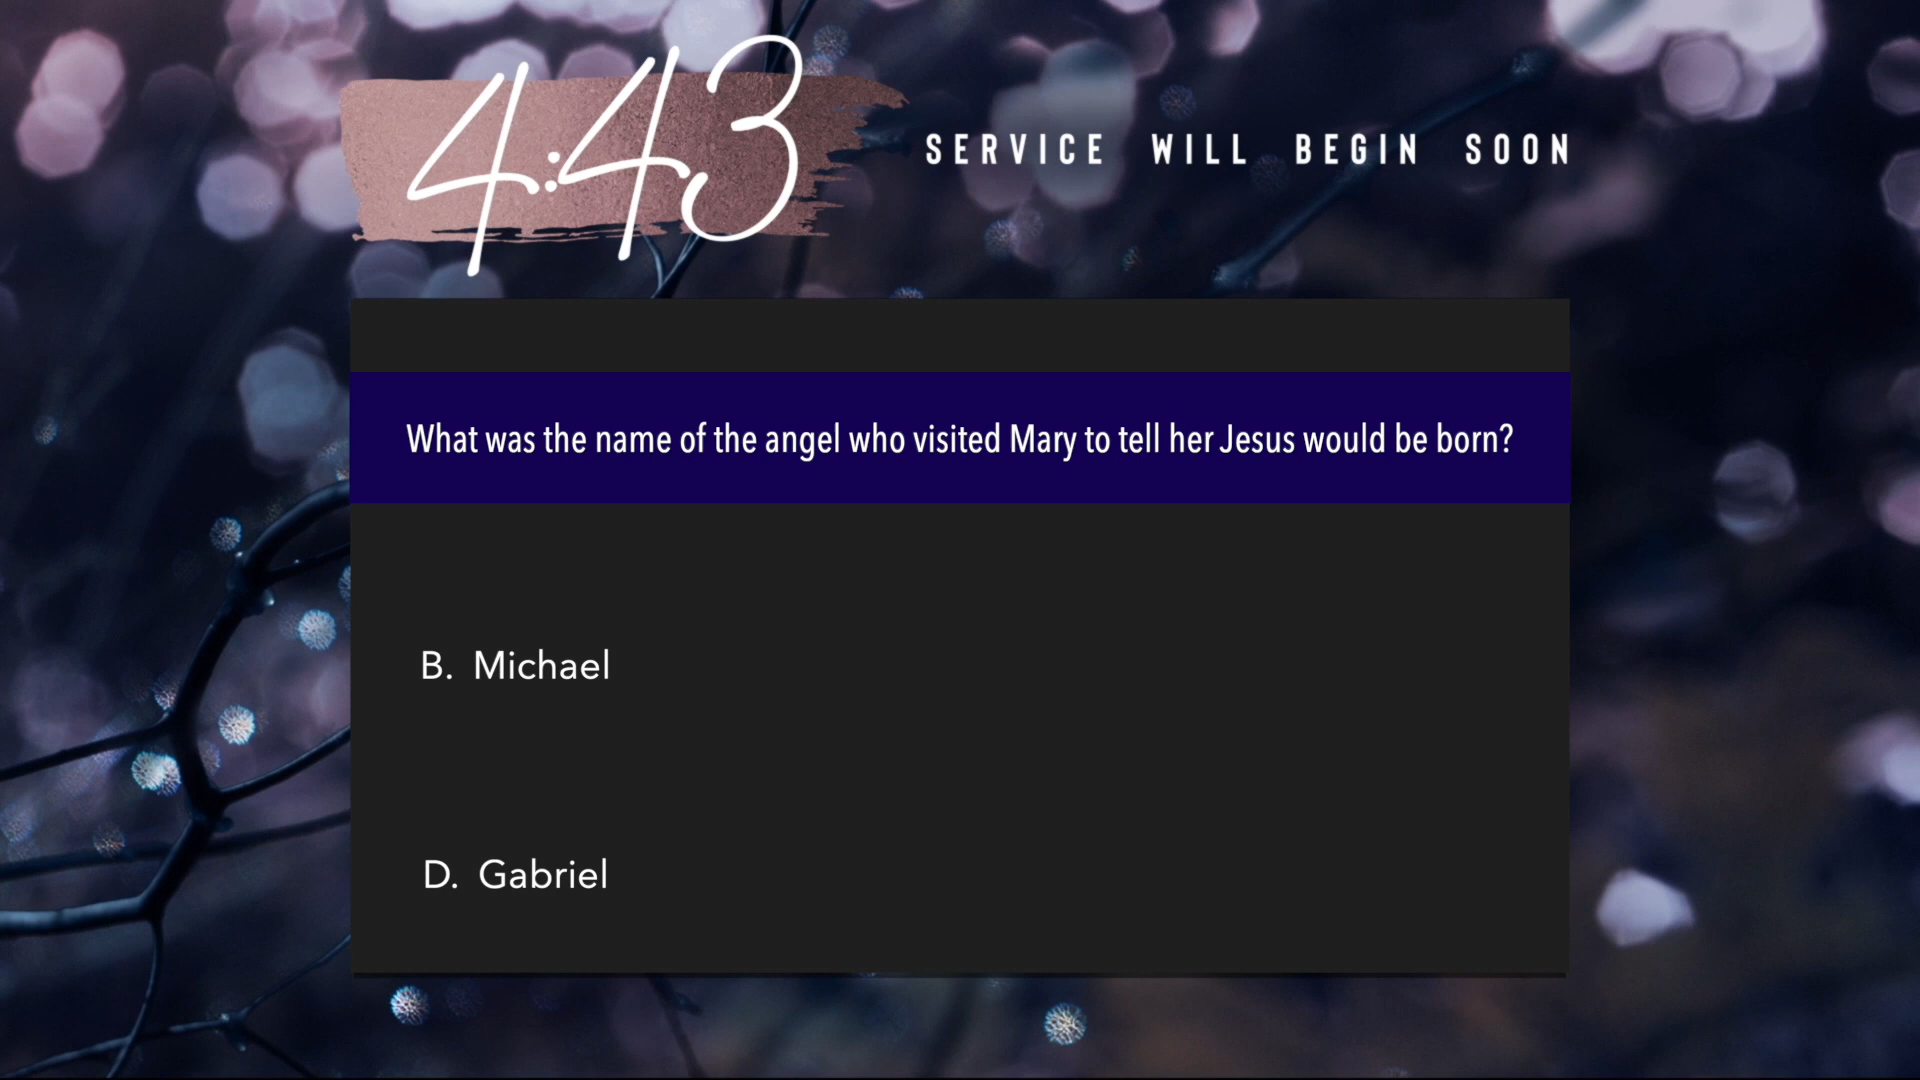 4:43
SERVICE WILL BEGIN SOON
What was the name of the angel who visited Mary to tell her Jesus would be born?
B. Michael
D. Gabriel